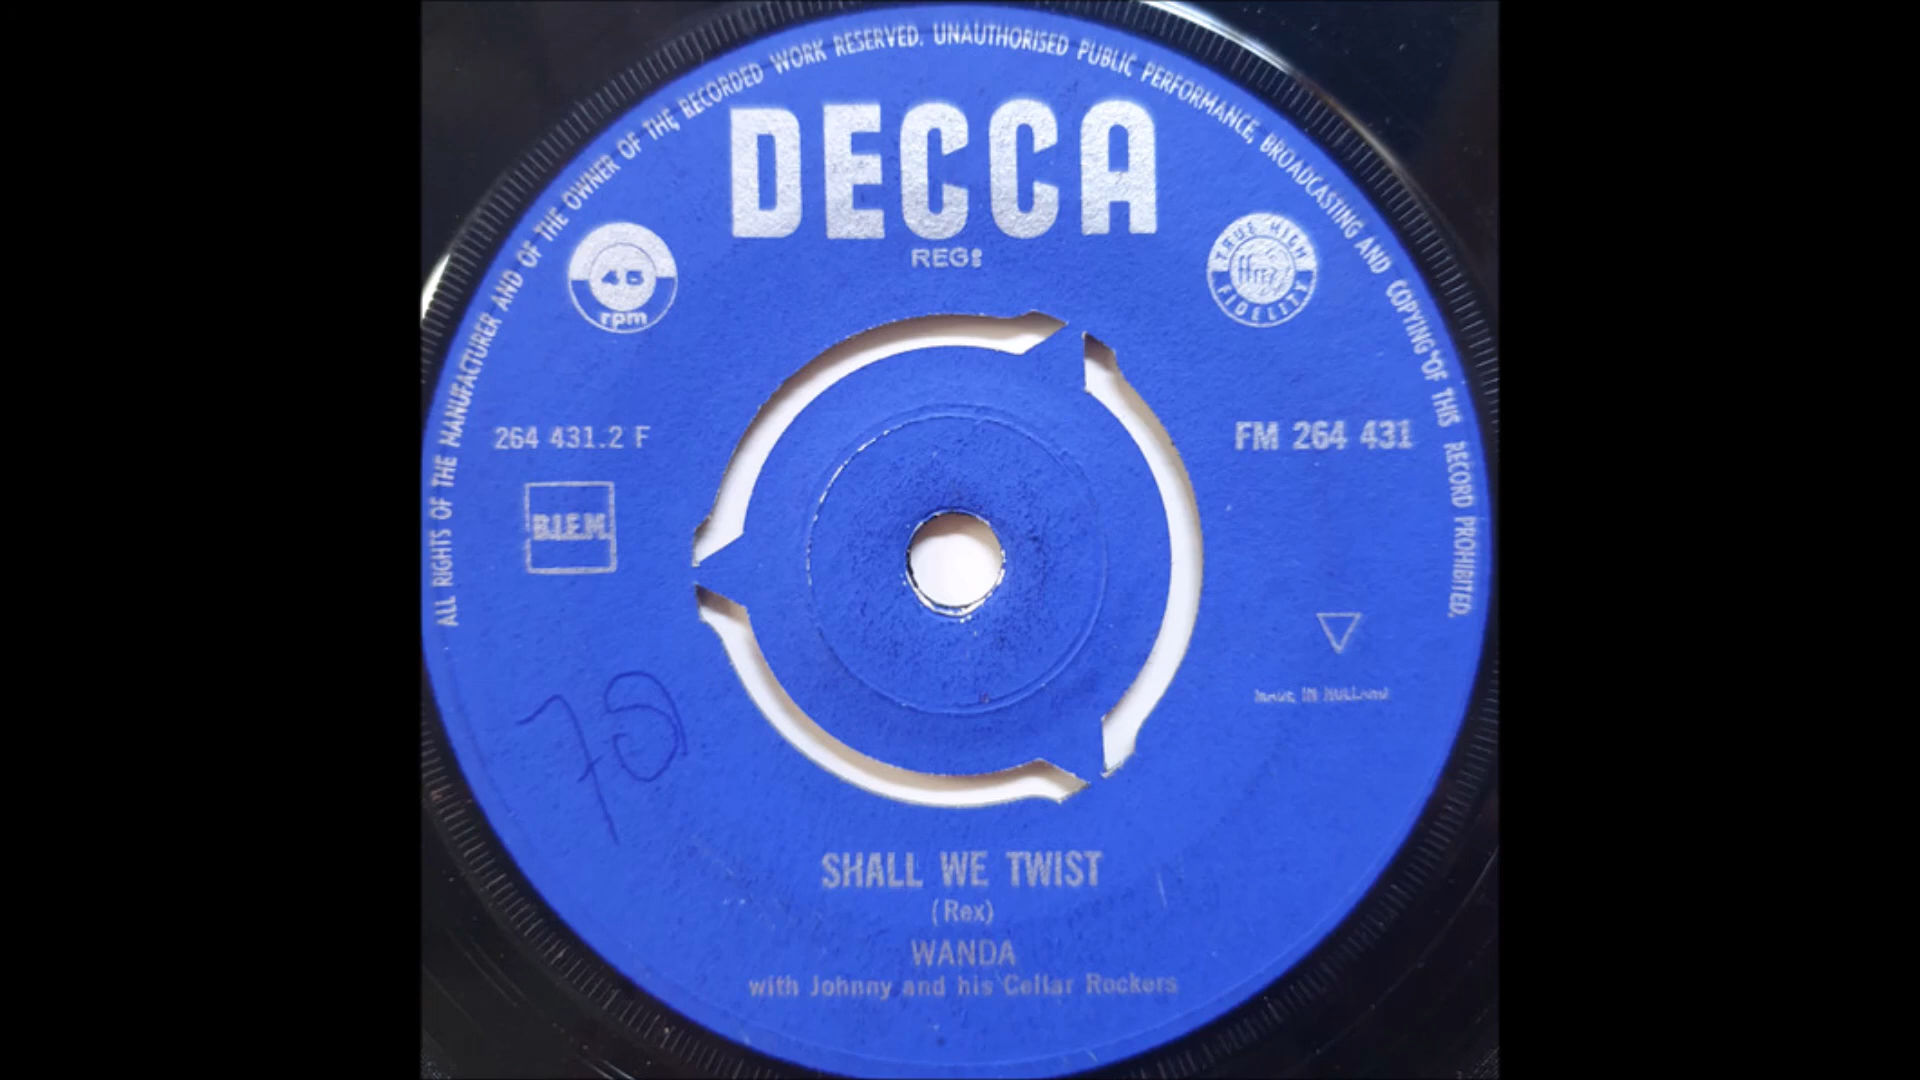 ALL RIGHTS OF THE MANUFACTURER AND OF THE OWNER OF THE RECORDED WORK RESERVED. UNAUTHORISED PUBLIC PERFORMANCE, BROADCASTING AND COPYING OF THIS RECORD PROHIBITED.
DECCA
REG:
45
rpm
TRUE HIGH
ffrr
FIDELITY
264 431.2 F
FM 264 431
B.I.E.M.
MADE IN HOLLAND
70
SHALL WE TWIST
(Rex)
WANDA
with Johnny and his Cellar Rockers